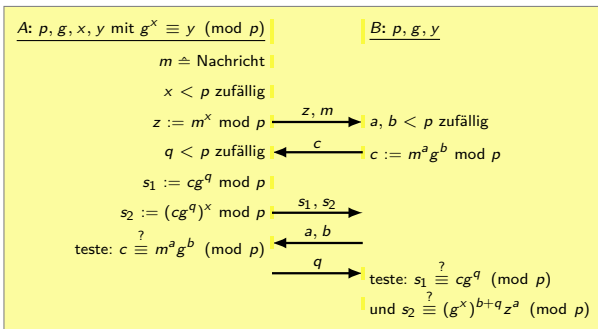 A: p, g, x, y mit g^x ≡ y (mod p)
B: p, g, y
m ≙ Nachricht
x < p zufällig
z := m^x mod p
z, m
a, b < p zufällig
q < p zufällig
c
c := m^a g^b mod p
s_1 := cg^q mod p
s_2 := (cg^q)^x mod p
s_1, s_2
teste: c ≟ m^a g^b (mod p)
a, b
q
teste: s_1 ≟ cg^q (mod p)
und s_2 ≟ (g^x)^{b+q} z^a (mod p)